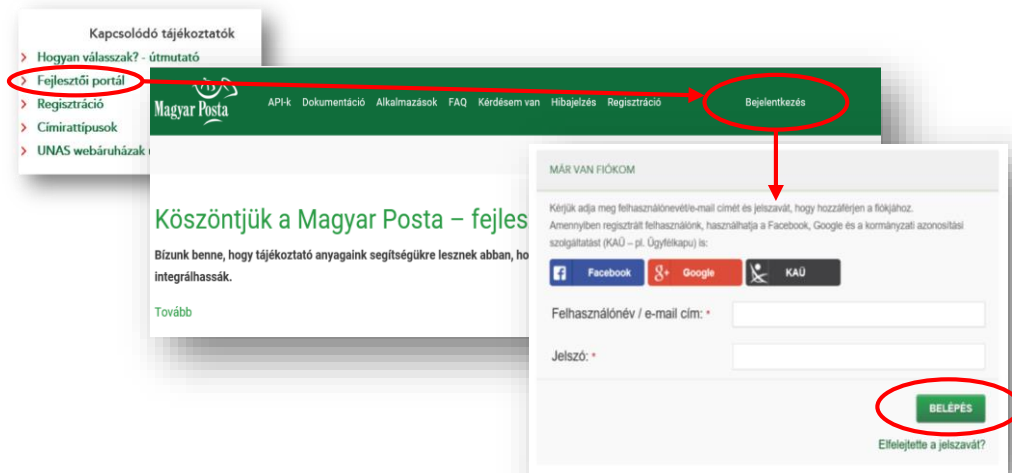 Kapcsolódó tájékoztatók
Hogyan válasszak? - útmutató
Fejlesztői portál
Regisztráció
Címirattípusok
UNAS webáruházak
Magyar Posta
API-k Dokumentáció Alkalmazások FAQ Kérdésem van Hibajelzés Regisztráció Bejelentkezés
Köszöntjük a Magyar Posta – fejles
Bízunk benne, hogy tájékoztató anyagaink segítségükre lesznek abban, ho
integrálhassák.
Tovább
MÁR VAN FIÓKOM
Kérjük adja meg felhasználónevét/e-mail címét és jelszavát, hogy hozzáférjen a fiókjához.
Amennyiben regisztrált felhasználónk, használhatja a Facebook, Google és a kormányzati azonosítási
szolgáltatást (KAÜ – pl. Ügyfélkapu) is:
Facebook Google KAÜ
Felhasználónév / e-mail cím: *
Jelszó: *
BELÉPÉS
Elfelejtette a jelszavát?